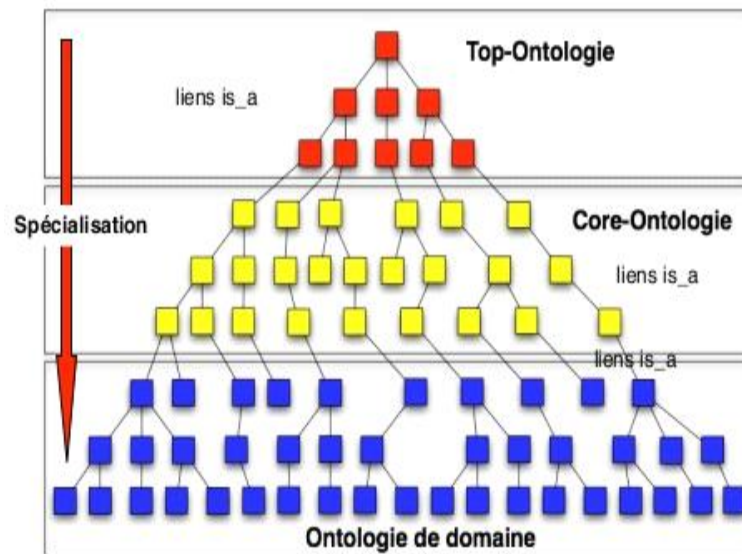 Top-Ontologie
liens is_a
Spécialisation
Core-Ontologie
liens is_a
liens is_a
Ontologie de domaine